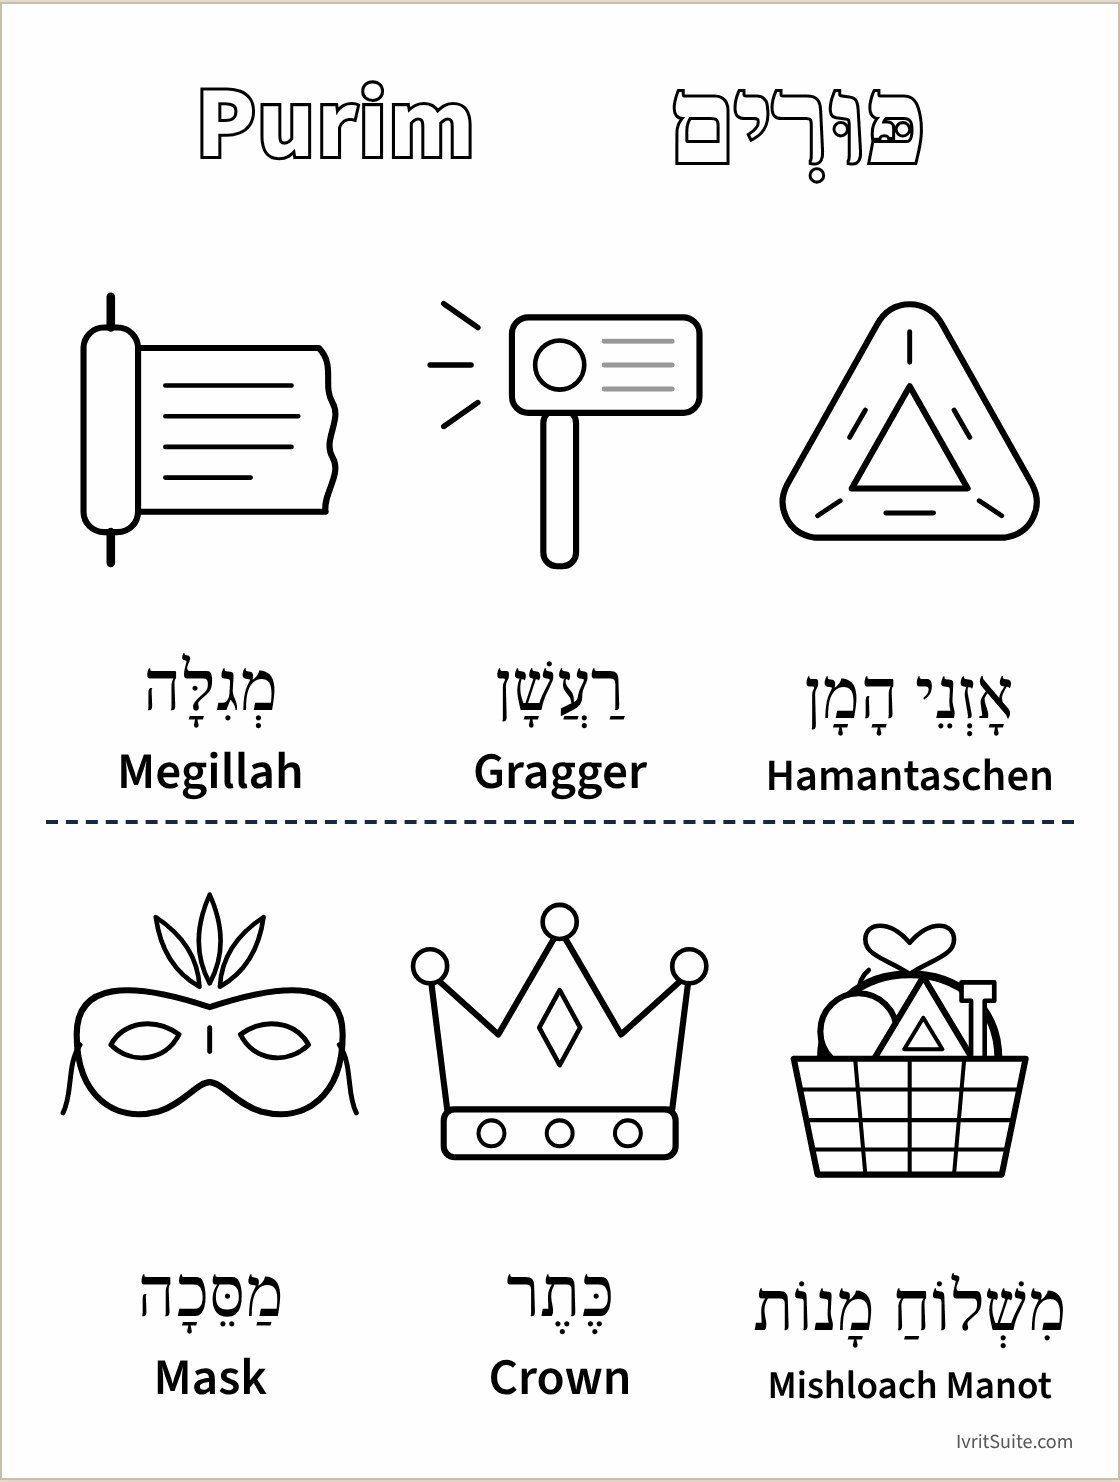 Purim פּוּרִים
מְגִלָּה
Megillah
רַעֲשָׁן
Gragger
אָזְנֵי הָמָן
Hamantaschen
מַסֵּכָה
Mask
כֶּתֶר
Crown
מִשְׁלוֹחַ מָנוֹת
Mishloach Manot
IvritSuite.com